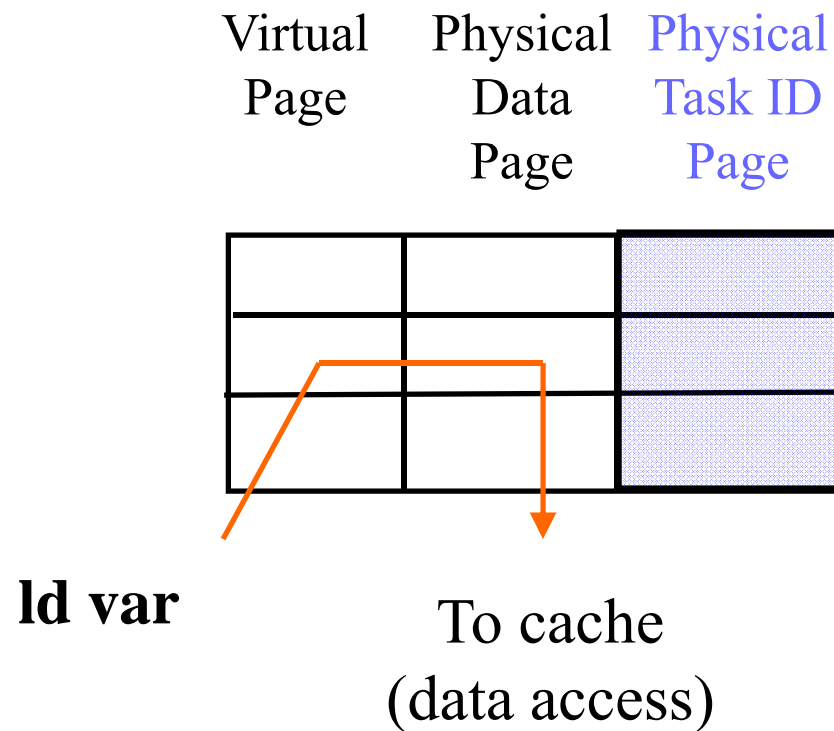 Virtual Page
Physical Data Page
Physical Task ID Page
ld var
To cache
(data access)